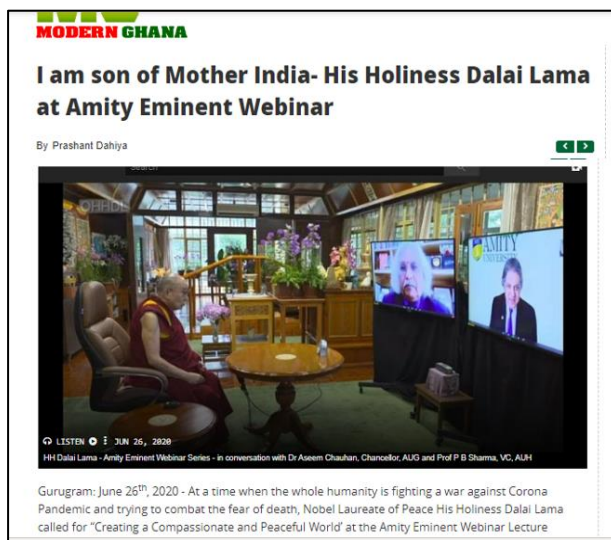 MODERN GHANA
I am son of Mother India- His Holiness Dalai Lama
at Amity Eminent Webinar
By Prashant Dahiya
Search
OHHDL
AMITY
UNIVERSITY
LISTEN JUN 26, 2020
HH Dalai Lama - Amity Eminent Webinar Series - in conversation with Dr Aseem Chauhan, Chancellor, AUG and Prof P B Sharma, VC, AUH
Gurugram: June 26th, 2020 - At a time when the whole humanity is fighting a war against Corona
Pandemic and trying to combat the fear of death, Nobel Laureate of Peace His Holiness Dalai Lama
called for "Creating a Compassionate and Peaceful World' at the Amity Eminent Webinar Lecture